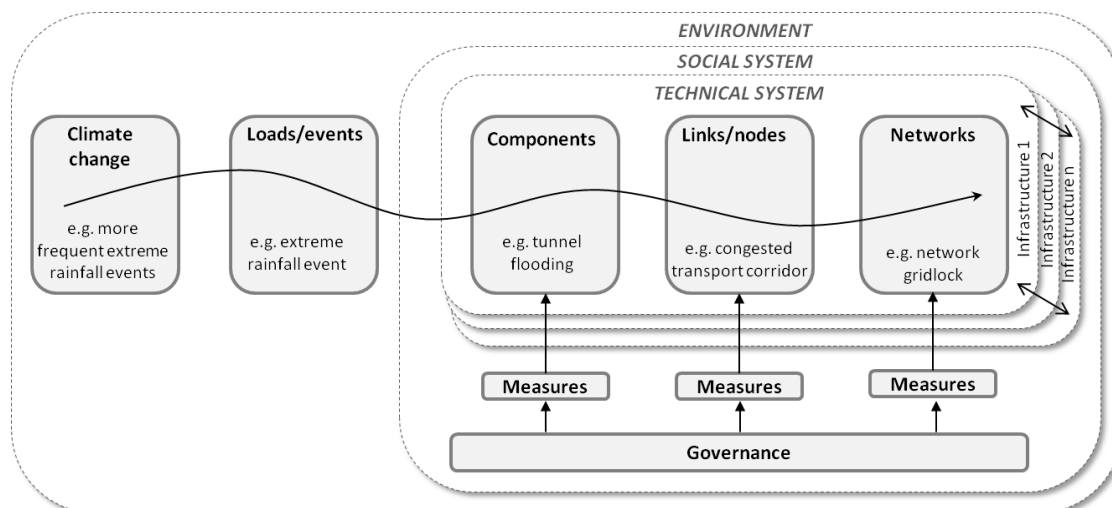 ENVIRONMENT
SOCIAL SYSTEM
TECHNICAL SYSTEM
Climate
change
e.g. more
frequent extreme
rainfall events
Loads/events
e.g. extreme
rainfall event
Components
e.g. tunnel
flooding
Links/nodes
e.g. congested
transport corridor
Networks
e.g. network
gridlock
Infrastructure 1
Infrastructure 2
Infrastructure n
Measures
Measures
Measures
Governance